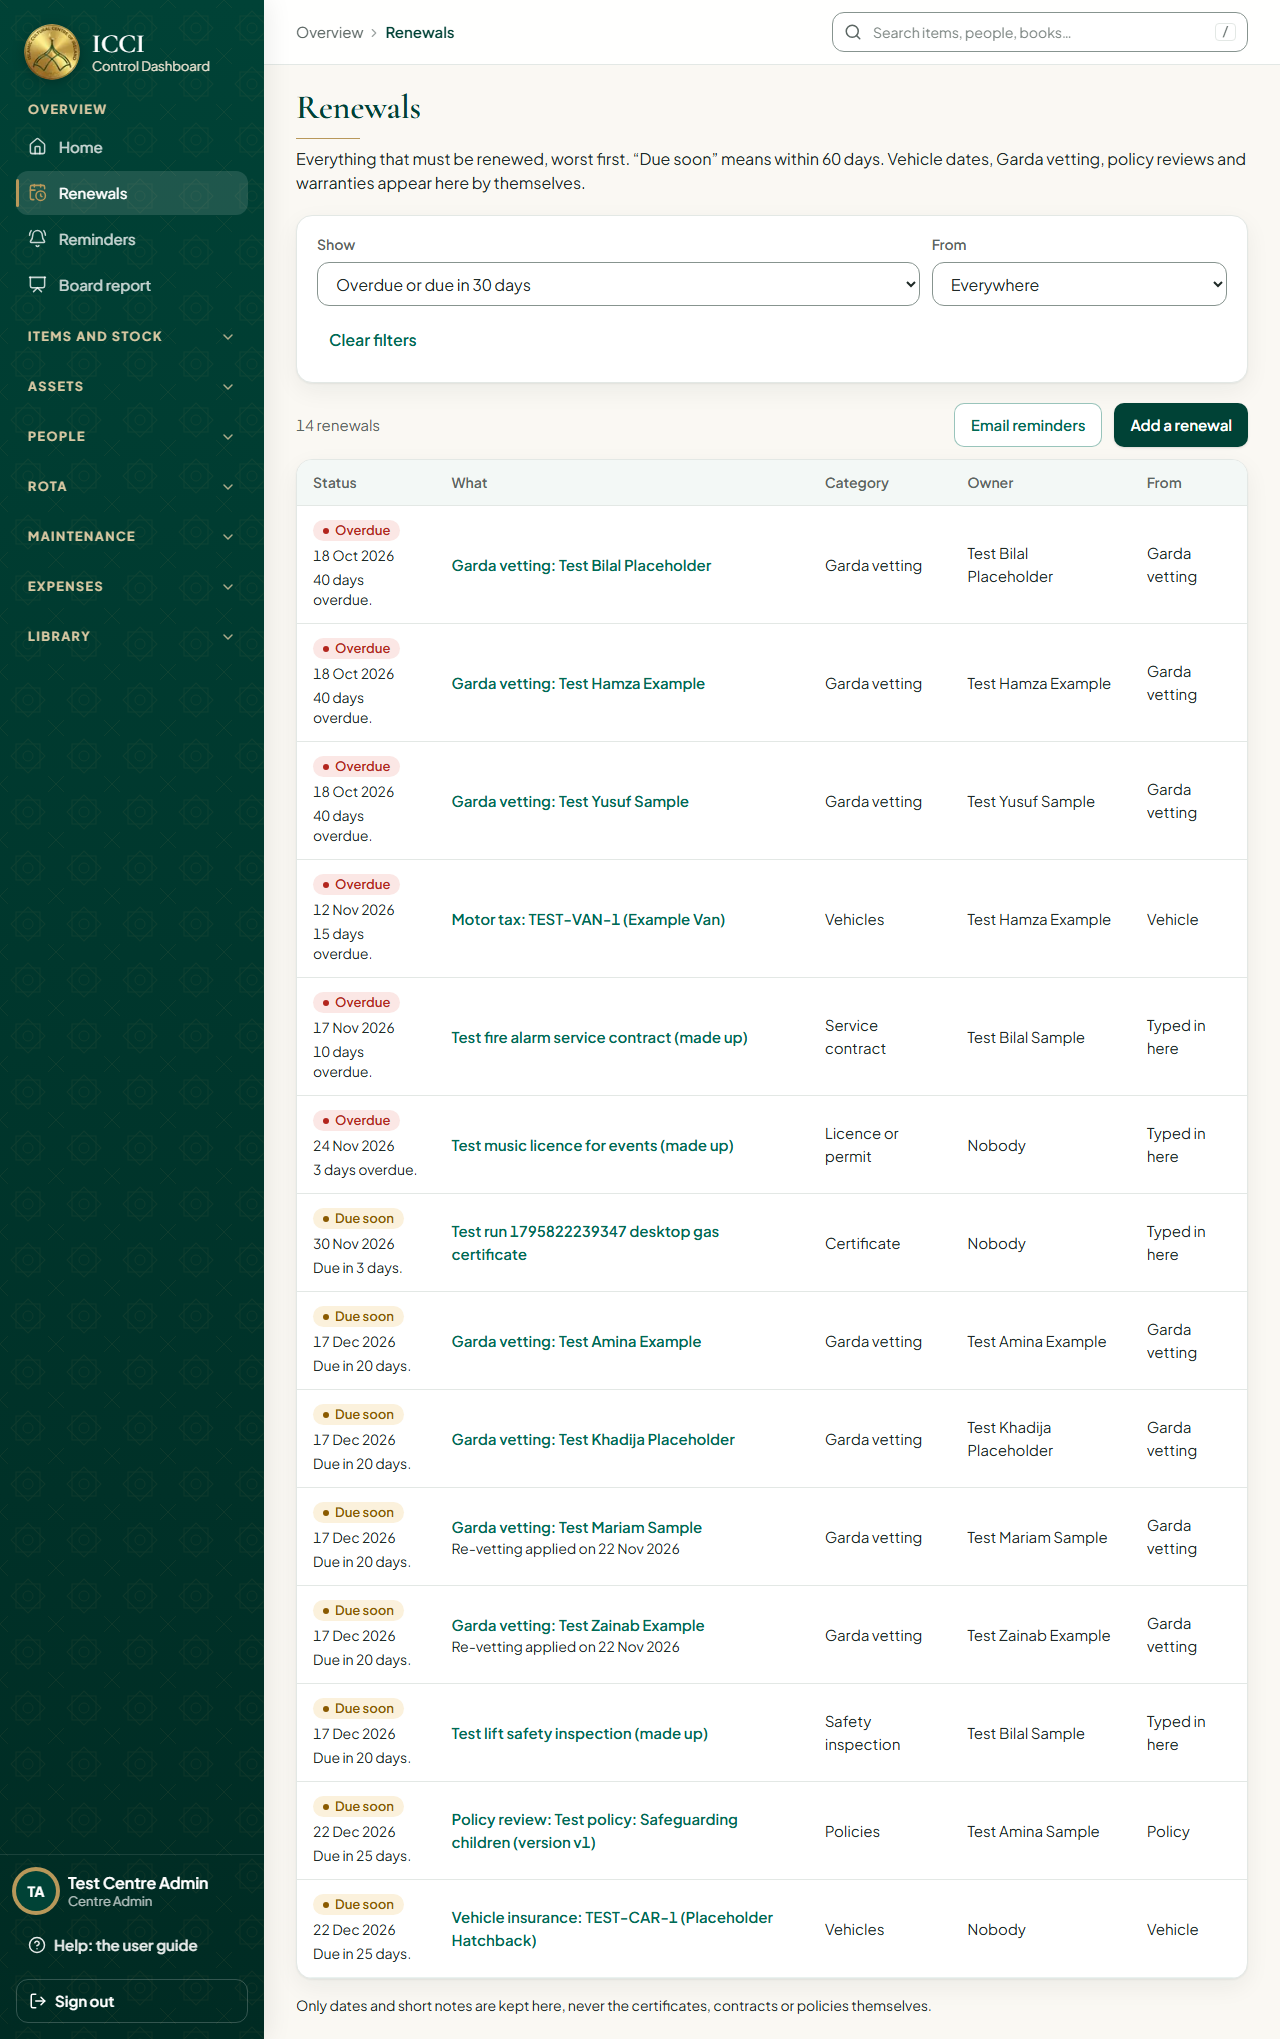 ICCI
Control Dashboard
OVERVIEW
Home
Renewals
Reminders
Board report
ITEMS AND STOCK
ASSETS
PEOPLE
ROTA
MAINTENANCE
EXPENSES
LIBRARY
Test Centre Admin
TA
Centre Admin
Help: the user guide
Sign out
Overview > Renewals
Search items, people, books... /
Renewals
Everything that must be renewed, worst first. “Due soon” means within 60 days. Vehicle dates, Garda vetting, policy reviews and
warranties appear here by themselves.
Show
From
Overdue or due in 30 days
Everywhere
Clear filters
14 renewals
Email reminders
Add a renewal
Status What Category Owner From
Overdue
18 Oct 2026
40 days
overdue.
Garda vetting: Test Bilal Placeholder
Garda vetting
Test Bilal
Placeholder
Garda
vetting
Overdue
18 Oct 2026
40 days
overdue.
Garda vetting: Test Hamza Example
Garda vetting
Test Hamza Example
Garda
vetting
Overdue
18 Oct 2026
40 days
overdue.
Garda vetting: Test Yusuf Sample
Garda vetting
Test Yusuf Sample
Garda
vetting
Overdue
12 Nov 2026
15 days
overdue.
Motor tax: TEST-VAN-1 (Example Van)
Vehicles
Test Hamza Example
Vehicle
Overdue
17 Nov 2026
10 days
overdue.
Test fire alarm service contract (made up)
Service
contract
Test Bilal Sample
Typed in
here
Overdue
24 Nov 2026
3 days overdue.
Test music licence for events (made up)
Licence or
permit
Nobody
Typed in
here
Due soon
30 Nov 2026
Due in 3 days.
Test run 1795822239347 desktop gas
certificate
Certificate
Nobody
Typed in
here
Due soon
17 Dec 2026
Due in 20 days.
Garda vetting: Test Amina Example
Garda vetting
Test Amina Example
Garda
vetting
Due soon
17 Dec 2026
Due in 20 days.
Garda vetting: Test Khadija Placeholder
Garda vetting
Test Khadija
Placeholder
Garda
vetting
Due soon
17 Dec 2026
Due in 20 days.
Garda vetting: Test Mariam Sample
Re-vetting applied on 22 Nov 2026
Garda vetting
Test Mariam Sample
Garda
vetting
Due soon
17 Dec 2026
Due in 20 days.
Garda vetting: Test Zainab Example
Re-vetting applied on 22 Nov 2026
Garda vetting
Test Zainab Example
Garda
vetting
Due soon
17 Dec 2026
Due in 20 days.
Test lift safety inspection (made up)
Safety
inspection
Test Bilal Sample
Typed in
here
Due soon
22 Dec 2026
Due in 25 days.
Policy review: Test policy: Safeguarding
children (version v1)
Policies
Test Amina Sample
Policy
Due soon
22 Dec 2026
Due in 25 days.
Vehicle insurance: TEST-CAR-1 (Placeholder
Hatchback)
Vehicles
Nobody
Vehicle
Only dates and short notes are kept here, never the certificates, contracts or policies themselves.